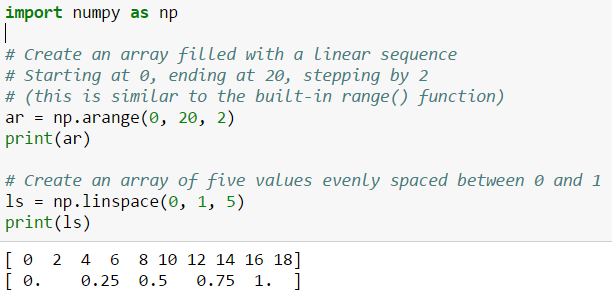 import numpy as np
# Create an array filled with a linear sequence
# Starting at 0, ending at 20, stepping by 2
# (this is similar to the built-in range() function)
ar = np.arange(0, 20, 2)
print(ar)
# Create an array of five values evenly spaced between 0 and 1
ls = np.linspace(0, 1, 5)
print(ls)
[ 0  2  4  6  8 10 12 14 16 18]
[ 0.    0.25  0.5   0.75  1.  ]